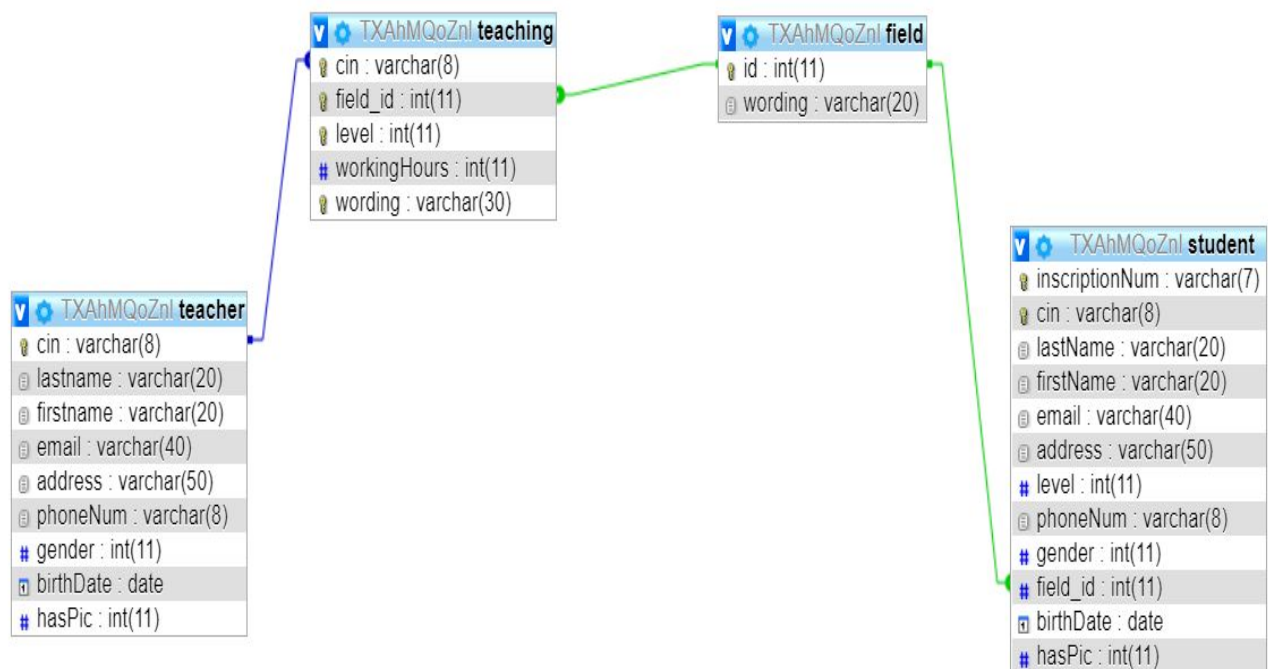 TXAhMQoZnl teaching
cin : varchar(8)
field_id : int(11)
level : int(11)
workingHours : int(11)
wording : varchar(30)
TXAhMQoZnl field
id : int(11)
wording : varchar(20)
TXAhMQoZnl teacher
cin : varchar(8)
lastname : varchar(20)
firstname : varchar(20)
email : varchar(40)
address : varchar(50)
phoneNum : varchar(8)
gender : int(11)
birthDate : date
hasPic : int(11)
TXAhMQoZnl student
inscriptionNum : varchar(7)
cin : varchar(8)
lastName : varchar(20)
firstName : varchar(20)
email : varchar(40)
address : varchar(50)
level : int(11)
phoneNum : varchar(8)
gender : int(11)
field_id : int(11)
birthDate : date
hasPic : int(11)